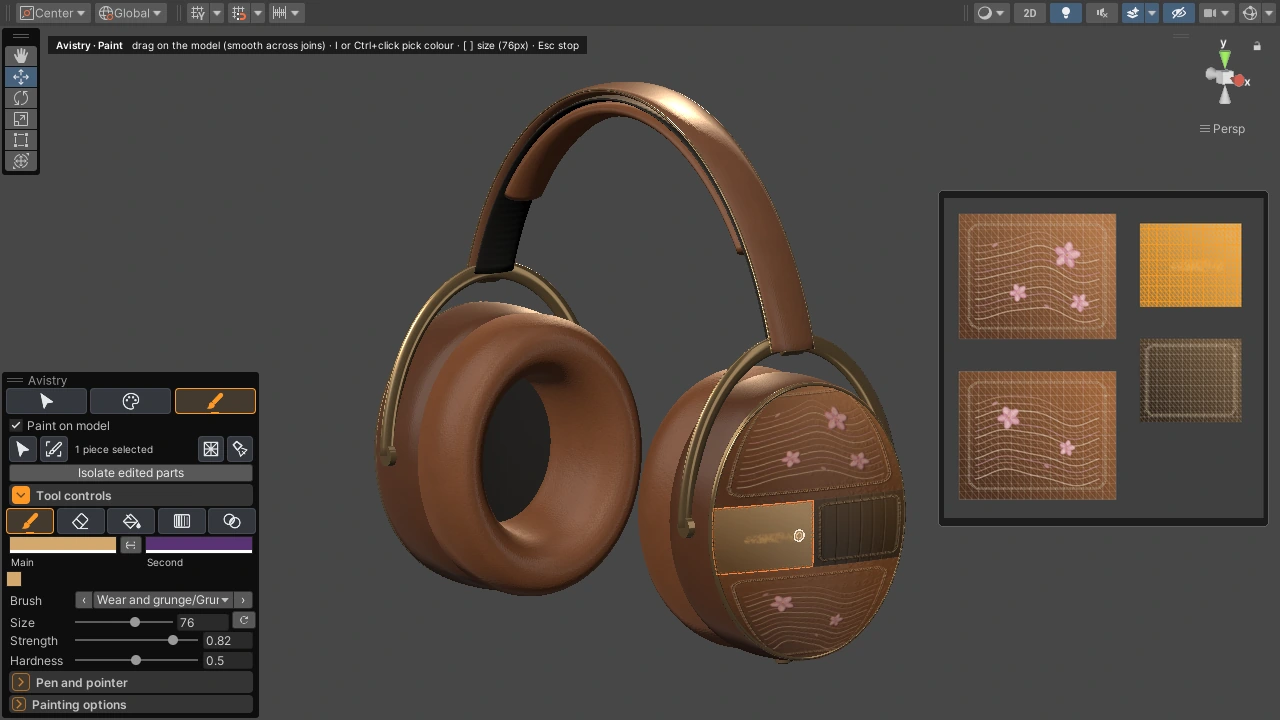 Center
Global
2D
Avistry · Paint drag on the model (smooth across joins) · I or Ctrl+click pick colour · [ ] size (76px) · Esc stop
y
x
Persp
Avistry
Paint on model
1 piece selected
Isolate edited parts
Tool controls
Main
Second
Brush
Wear and grunge/Grun
Size
76
Strength
0.82
Hardness
0.5
Pen and pointer
Painting options